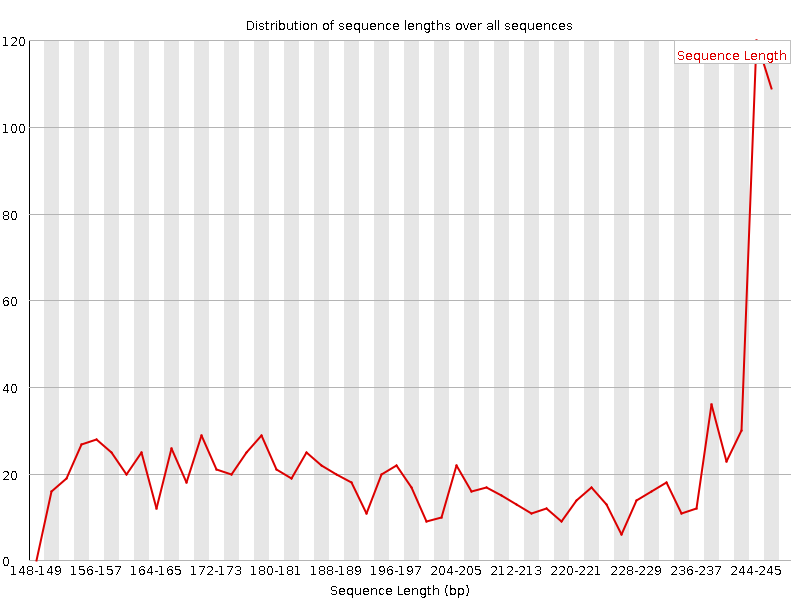 Distribution of sequence lengths over all sequences
120
Sequence Length
100
80
60
40
20
0
148-149 156-157 164-165 172-173 180-181 188-189 196-197 204-205 212-213 220-221 228-229 236-237 244-245
Sequence Length (bp)